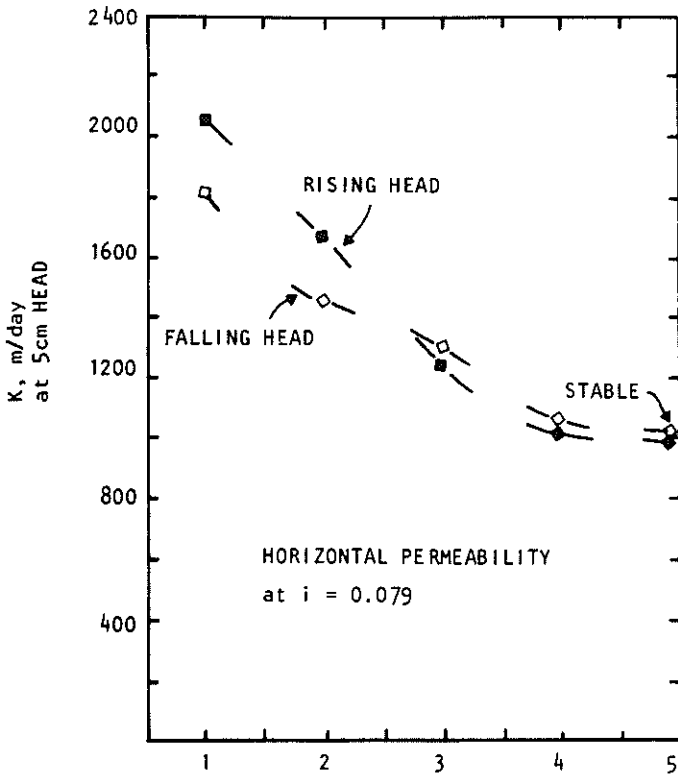 2400
2000
1600
1200
800
400
K, m/day
at 5cm HEAD
RISING HEAD
FALLING HEAD
STABLE
HORIZONTAL PERMEABILITY
at i = 0.079
1 2 3 4 5